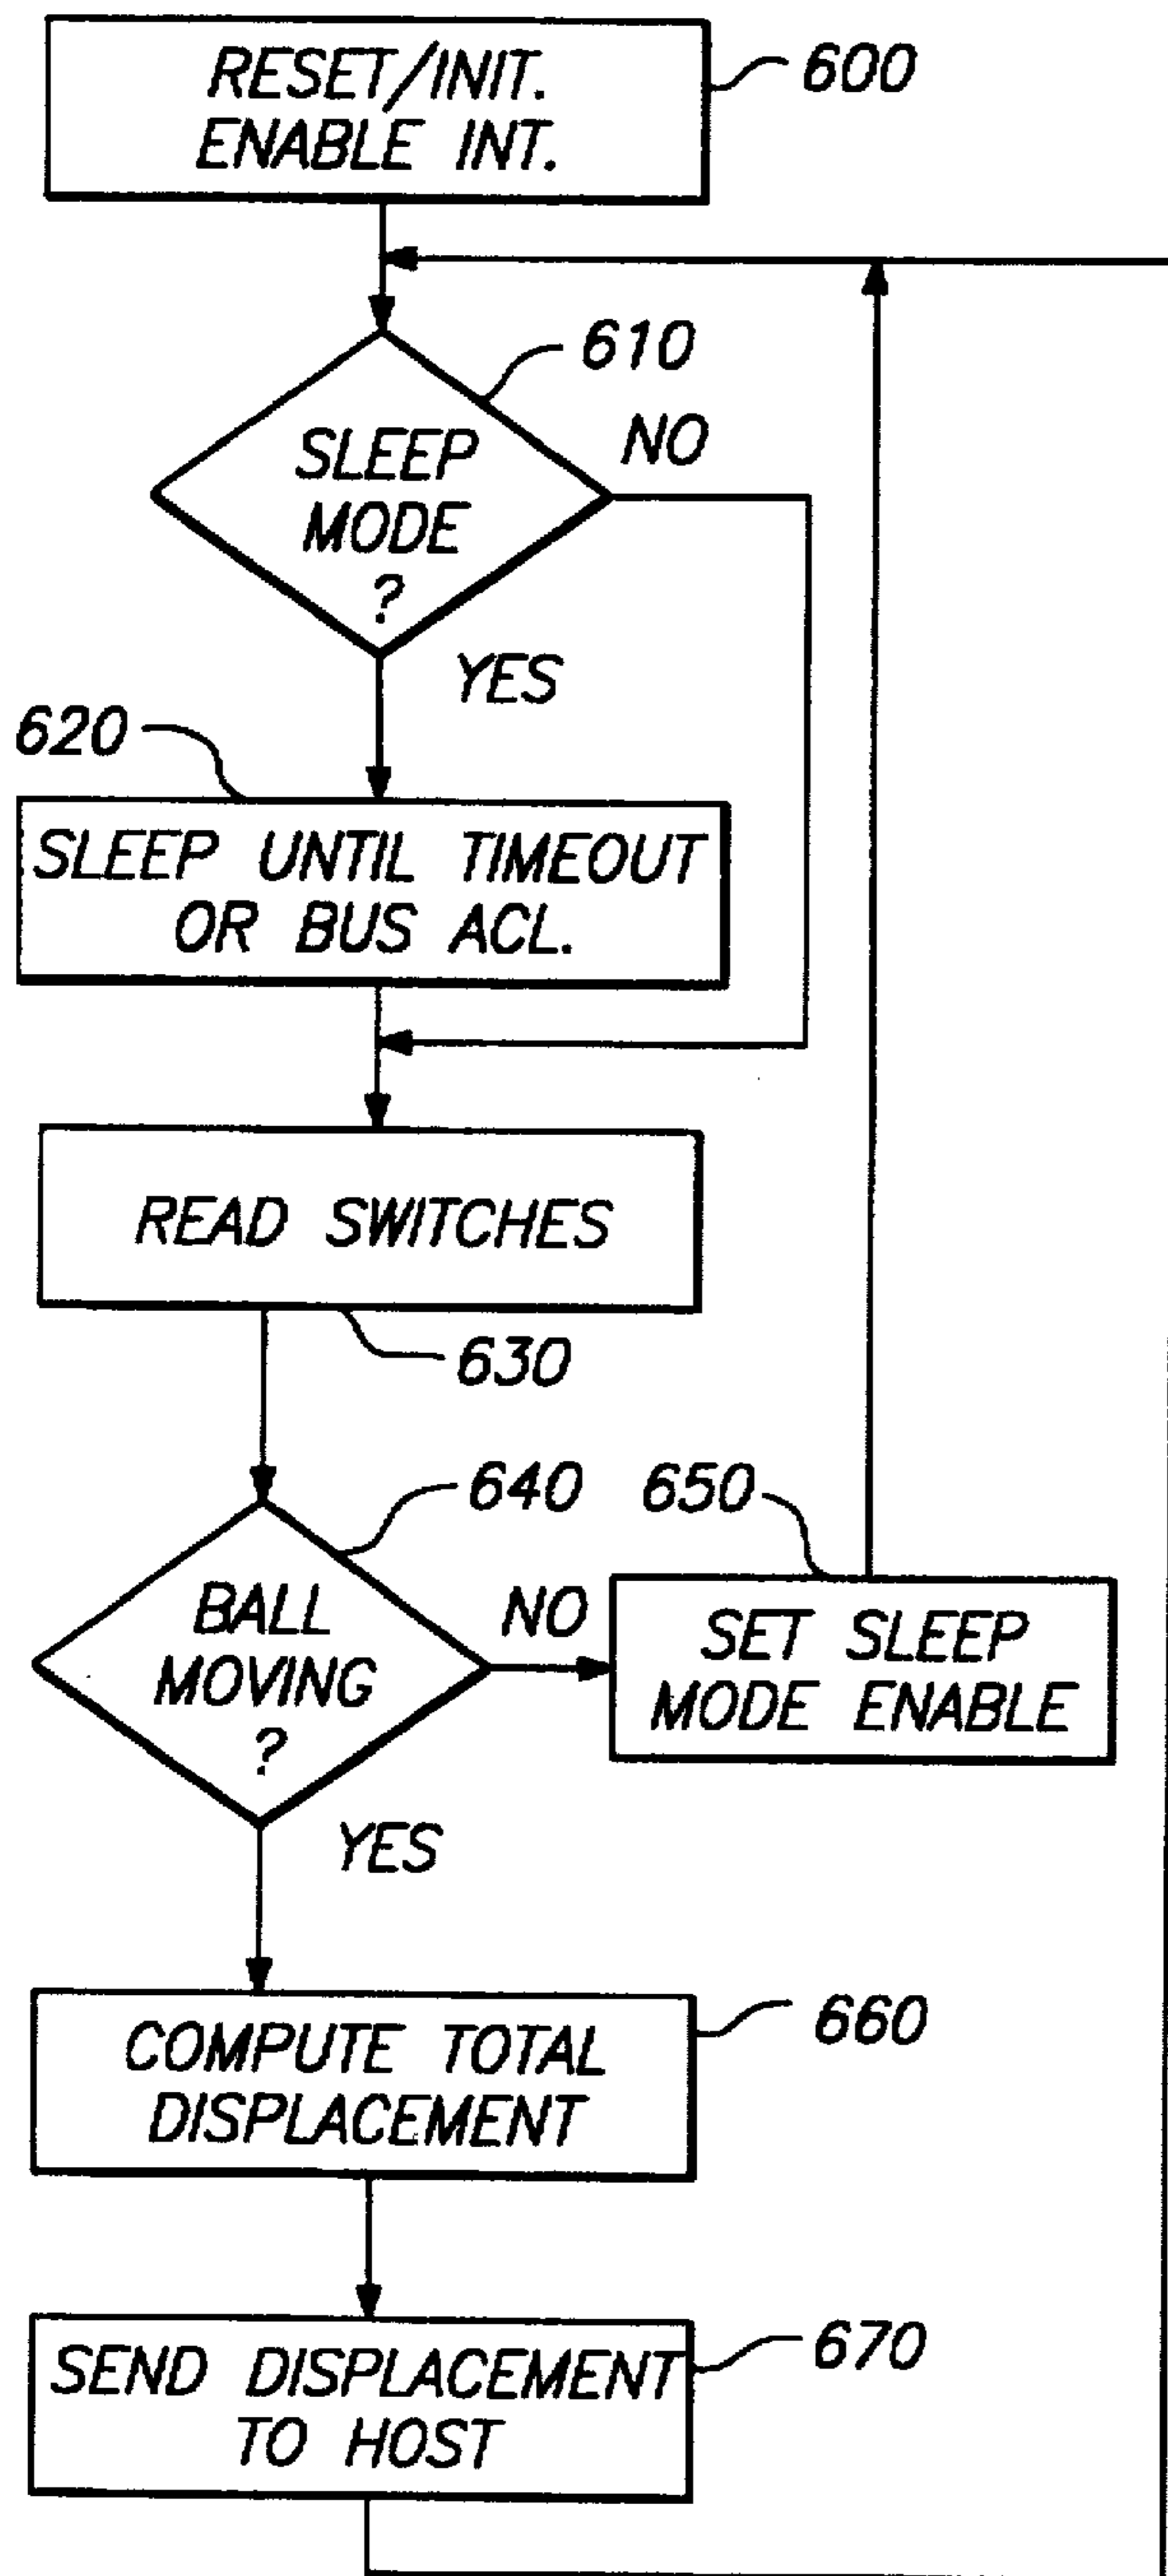 RESET/INIT.
ENABLE INT.
600
610
SLEEP
MODE
?
NO
YES
620
SLEEP UNTIL TIMEOUT
OR BUS ACL.
READ SWITCHES
630
640
BALL
MOVING
?
NO
650
SET SLEEP
MODE ENABLE
YES
COMPUTE TOTAL
DISPLACEMENT
660
SEND DISPLACEMENT
TO HOST
670